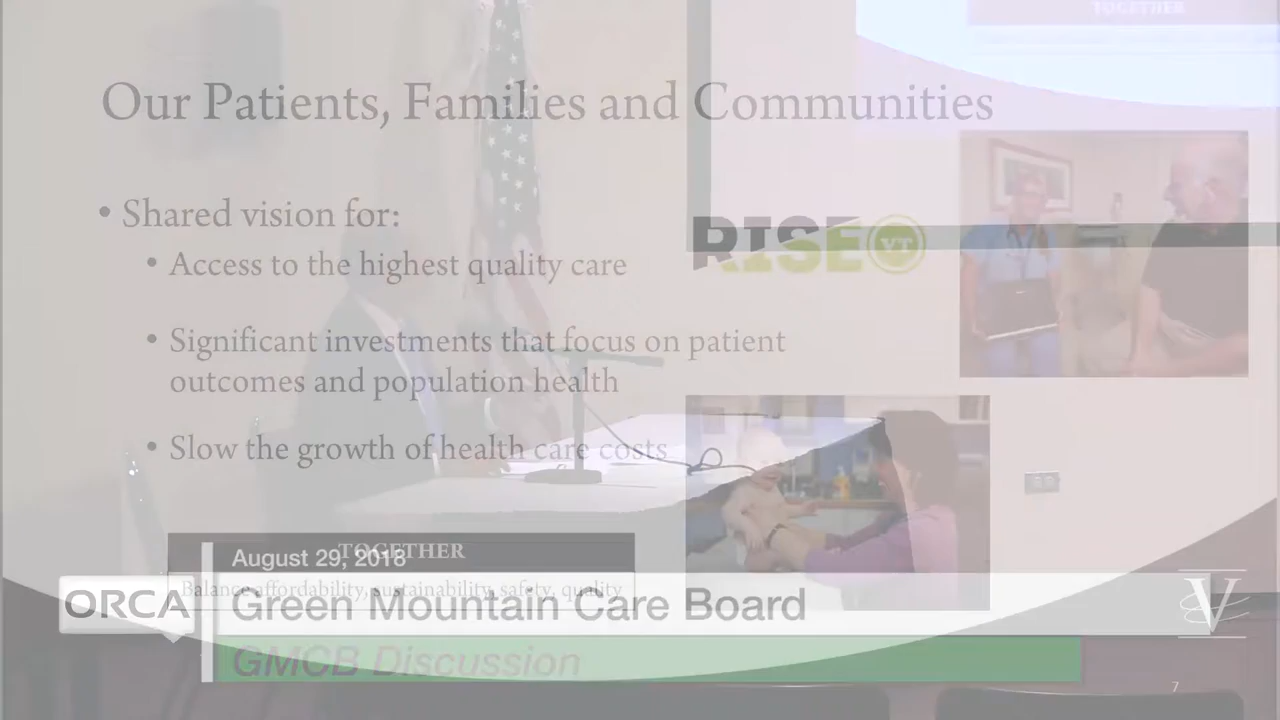 TOGETHER
Our Patients, Families and Communities
• Shared vision for:
• Access to the highest quality care
• Significant investments that focus on patient
outcomes and population health
• Slow the growth of health care costs
RISE VT
TOGETHER
Balance affordability, sustainability, safety, quality
August 29, 2018
ORCA
Green Mountain Care Board
GMCB Discussion
V
7